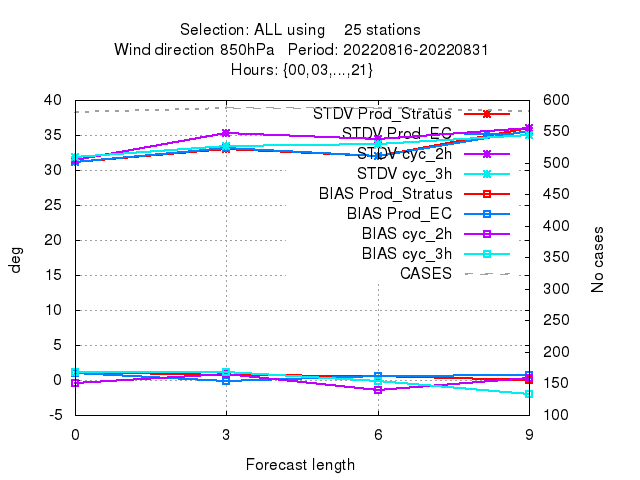 Selection: ALL using 25 stations
Wind direction 850hPa Period: 20220816-20220831
Hours: {00,03,...,21}
40 600
STDV Prod_Stratus
35 550
STDV Prod_EC
STDV cyc_2h
30 500
STDV cyc_3h
25 450
BIAS Prod_Stratus
BIAS Prod_EC
20 400
BIAS cyc_2h
15 350
BIAS cyc_3h
CASES
10 300
5 250
0 200
-5 150
100
deg
No cases
0 3 6 9
Forecast length